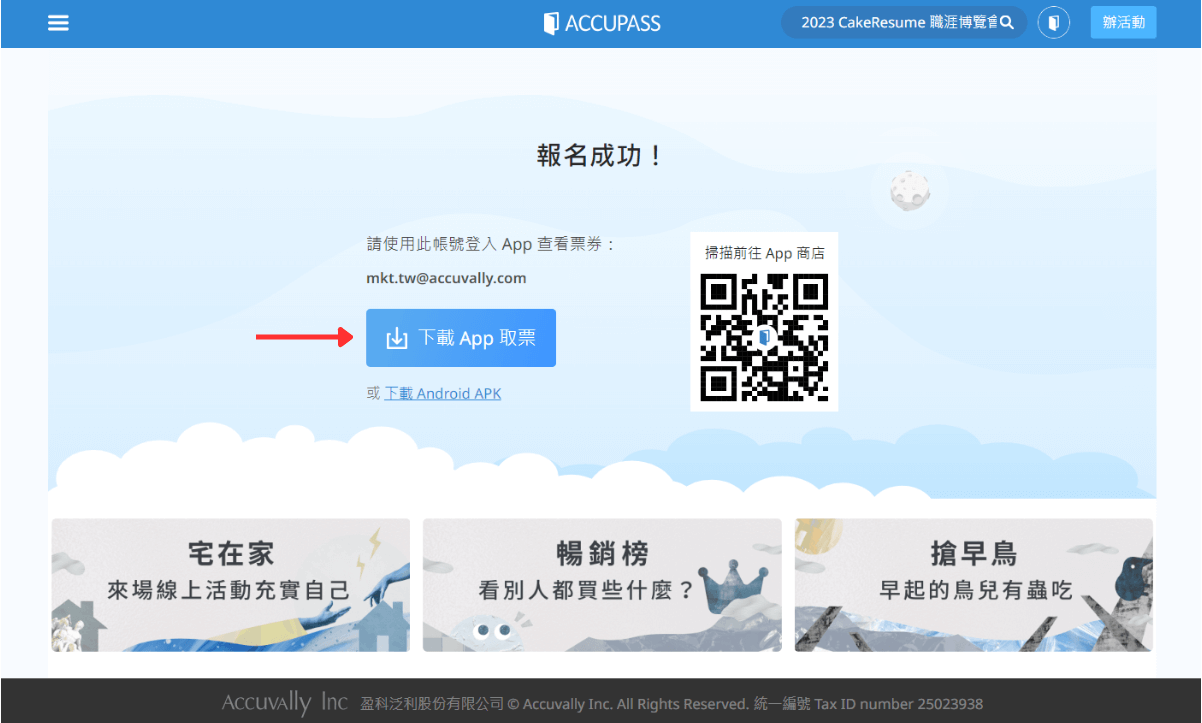 ACCUPASS
2023 CakeResume 職涯博覽會
辦活動
報名成功！
請使用此帳號登入 App 查看票券：
mkt.tw@accuvally.com
下載 App 取票
或 下載 Android APK
掃描前往 App 商店
宅在家
來場線上活動充實自己
暢銷榜
看別人都買些什麼？
搶早鳥
早起的鳥兒有蟲吃
Accuvally Inc 盈科泛利股份有限公司 © Accuvally Inc. All Rights Reserved. 統一編號 Tax ID number 25023938